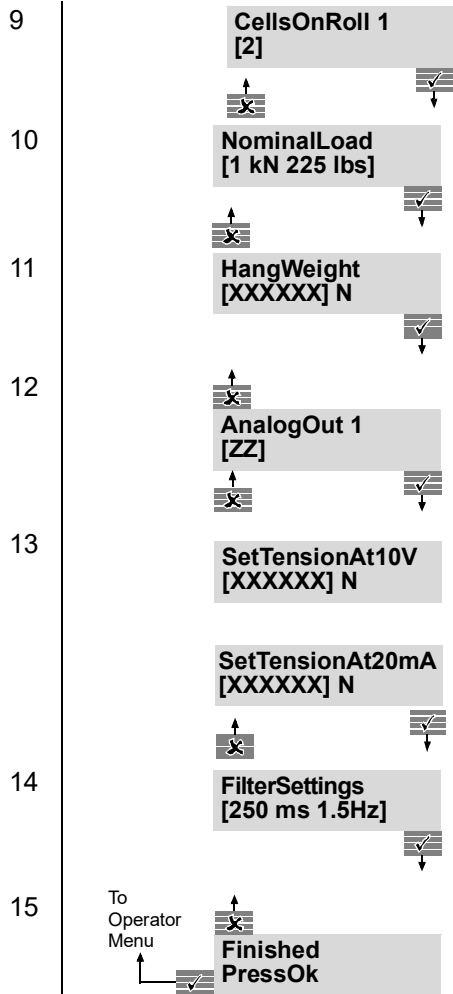 9
CellsOnRoll 1
[2]
10
NominalLoad
[1 kN 225 lbs]
11
HangWeight
[XXXXXX] N
12
AnalogOut 1
[ZZ]
13
SetTensionAt10V
[XXXXXX] N
SetTensionAt20mA
[XXXXXX] N
14
FilterSettings
[250 ms 1.5Hz]
15
To
Operator
Menu
Finished
PressOk